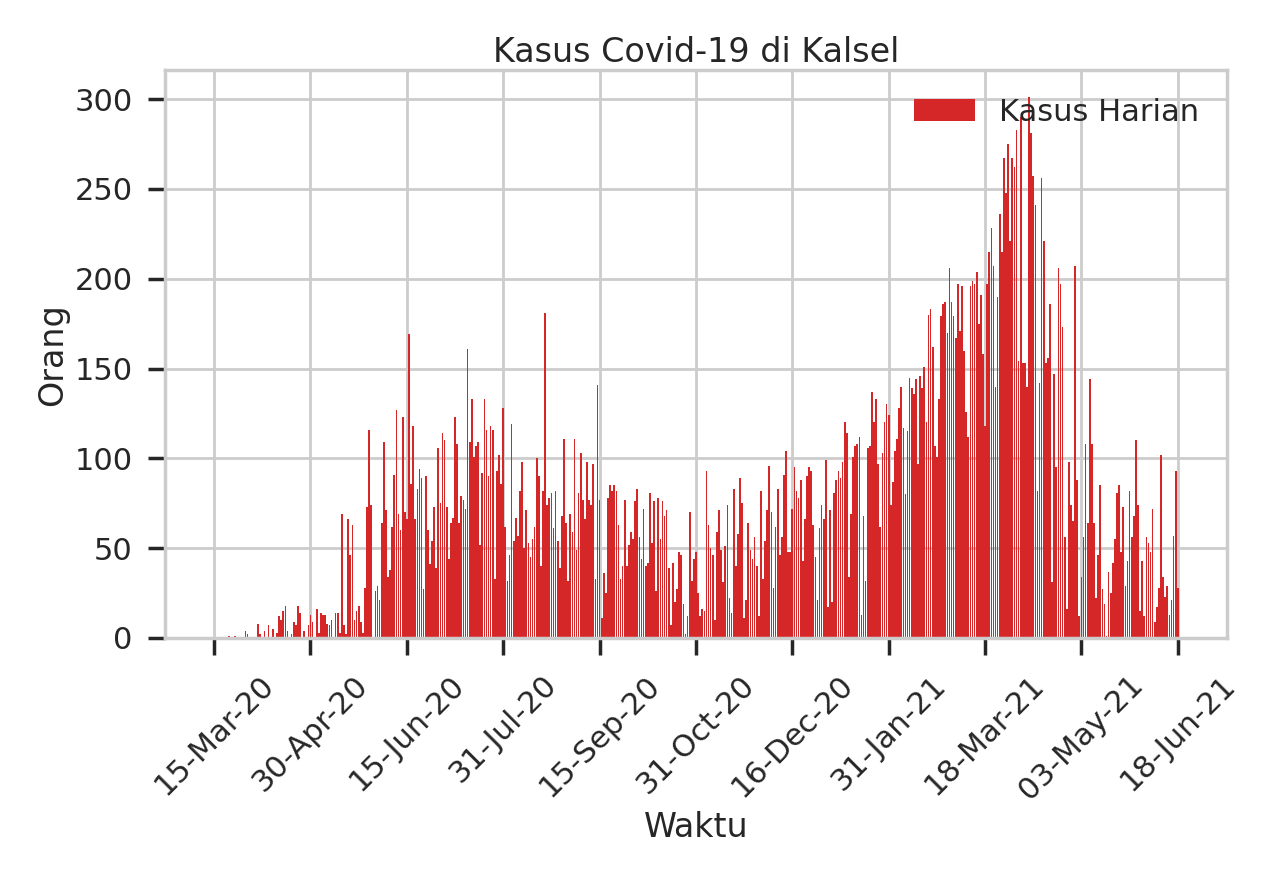 Kasus Covid-19 di Kalsel
Kasus Harian
Orang
300
250
200
150
100
50
0
15-Mar-20
30-Apr-20
15-Jun-20
31-Jul-20
15-Sep-20
31-Oct-20
16-Dec-20
31-Jan-21
18-Mar-21
03-May-21
18-Jun-21
Waktu